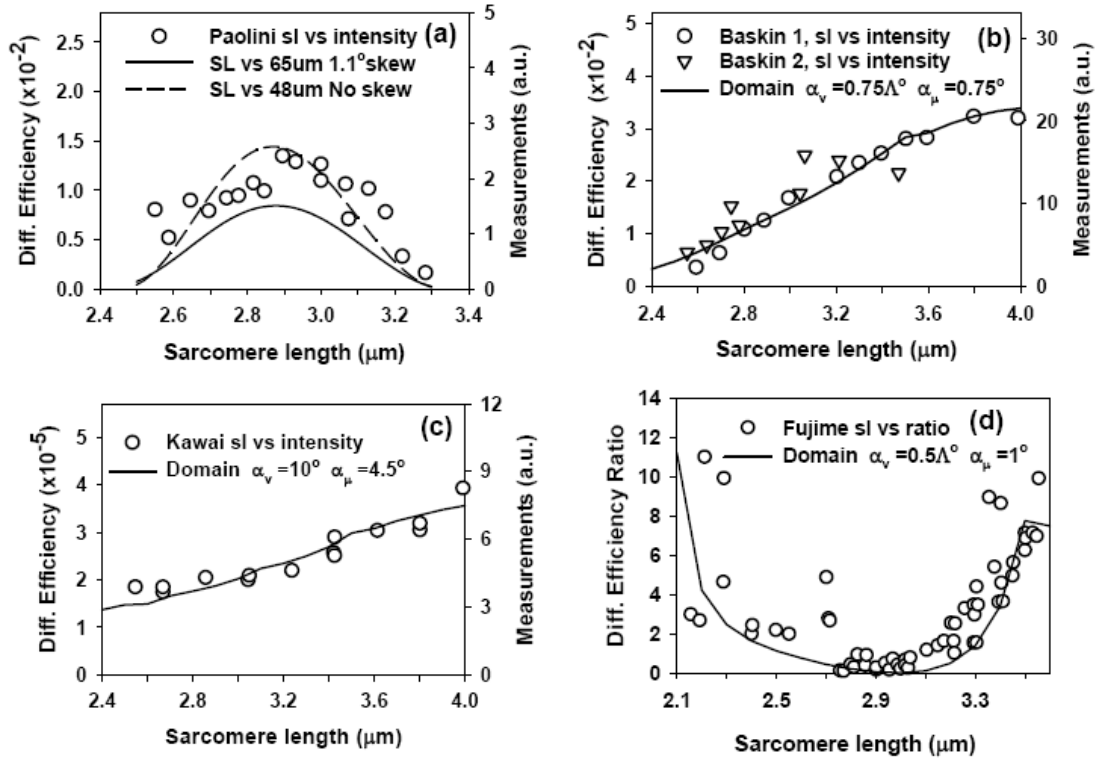 (a)
Paolini sl vs intensity
SL vs 65um 1.1°skew
SL vs 48um No skew
Diff. Efficiency (x10⁻²)
2.5
2.0
1.5
1.0
0.5
0.0
5
4
3
2
1
0
Measurements (a.u.)
2.4 2.6 2.8 3.0 3.2 3.4
Sarcomere length (μm)
(b)
Baskin 1, sl vs intensity
Baskin 2, sl vs intensity
Domain αᵥ =0.75Λ° αμ =0.75°
Diff. Efficiency (x10⁻²)
5
4
3
2
1
0
30
20
10
0
Measurements (a.u.)
2.4 2.8 3.2 3.6 4.0
Sarcomere length (μm)
(c)
Kawai sl vs intensity
Domain αᵥ =10° αμ =4.5°
Diff. Efficiency (x10⁻⁵)
5
4
3
2
1
0
12
9
6
3
0
Measurements (a.u.)
2.4 2.8 3.2 3.6 4.0
Sarcomere length (μm)
(d)
Fujime sl vs ratio
Domain αᵥ =0.5Λ° αμ =1°
Diff. Efficiency Ratio
14
12
10
8
6
4
2
0
2.1 2.5 2.9 3.3
Sarcomere length (μm)